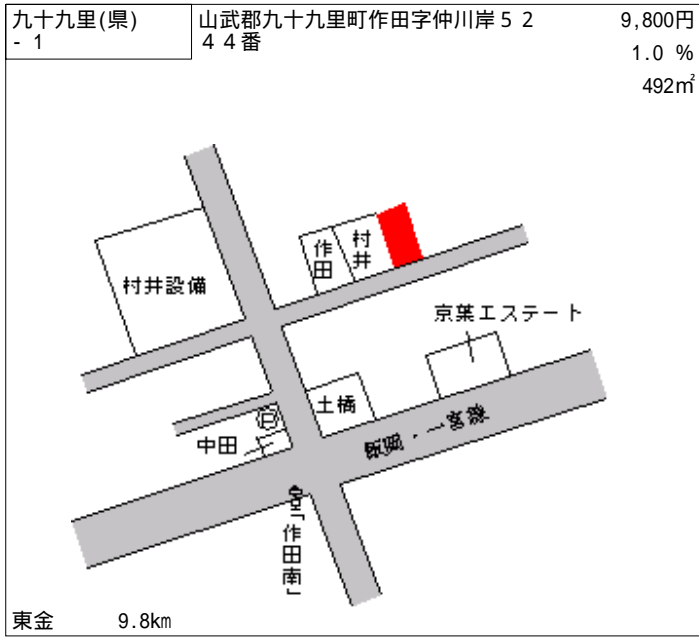 九十九里(県)
- 1
山武郡九十九里町作田字仲川岸５２
４４番
9,800円
1.0 %
492㎡
作田
村井
村井設備
京葉エステート
土橋
中田
飯岡・一宮線
「作田南」
東金 9.8km